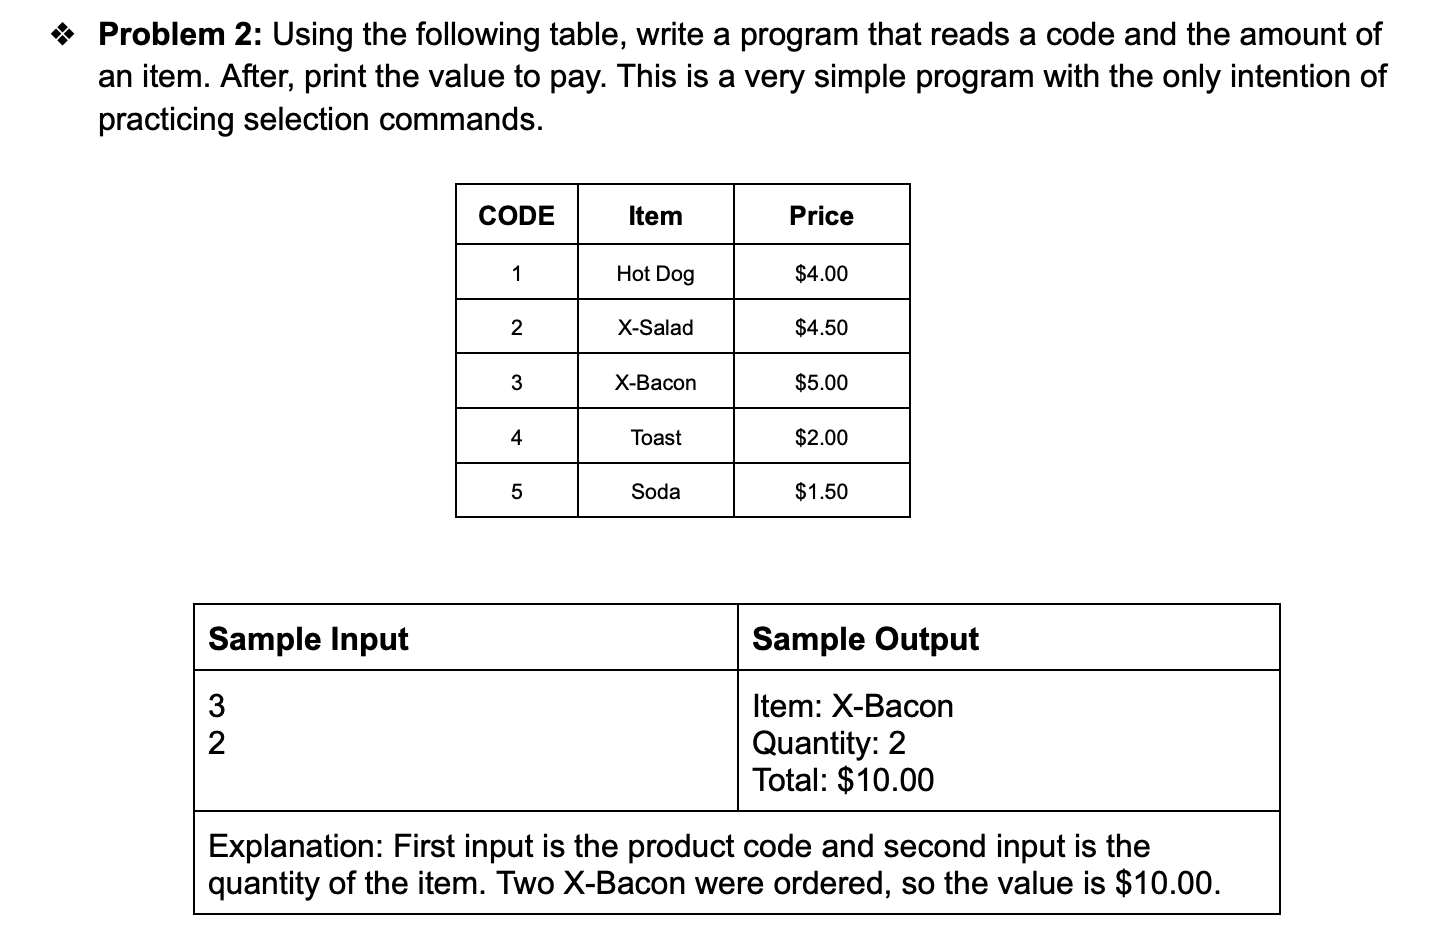 ❖ Problem 2: Using the following table, write a program that reads a code and the amount of
an item. After, print the value to pay. This is a very simple program with the only intention of
practicing selection commands.
CODE Item Price
1 Hot Dog $4.00
2 X-Salad $4.50
3 X-Bacon $5.00
4 Toast $2.00
5 Soda $1.50
Sample Input Sample Output
3 Item: X-Bacon
2 Quantity: 2
Total: $10.00
Explanation: First input is the product code and second input is the
quantity of the item. Two X-Bacon were ordered, so the value is $10.00.